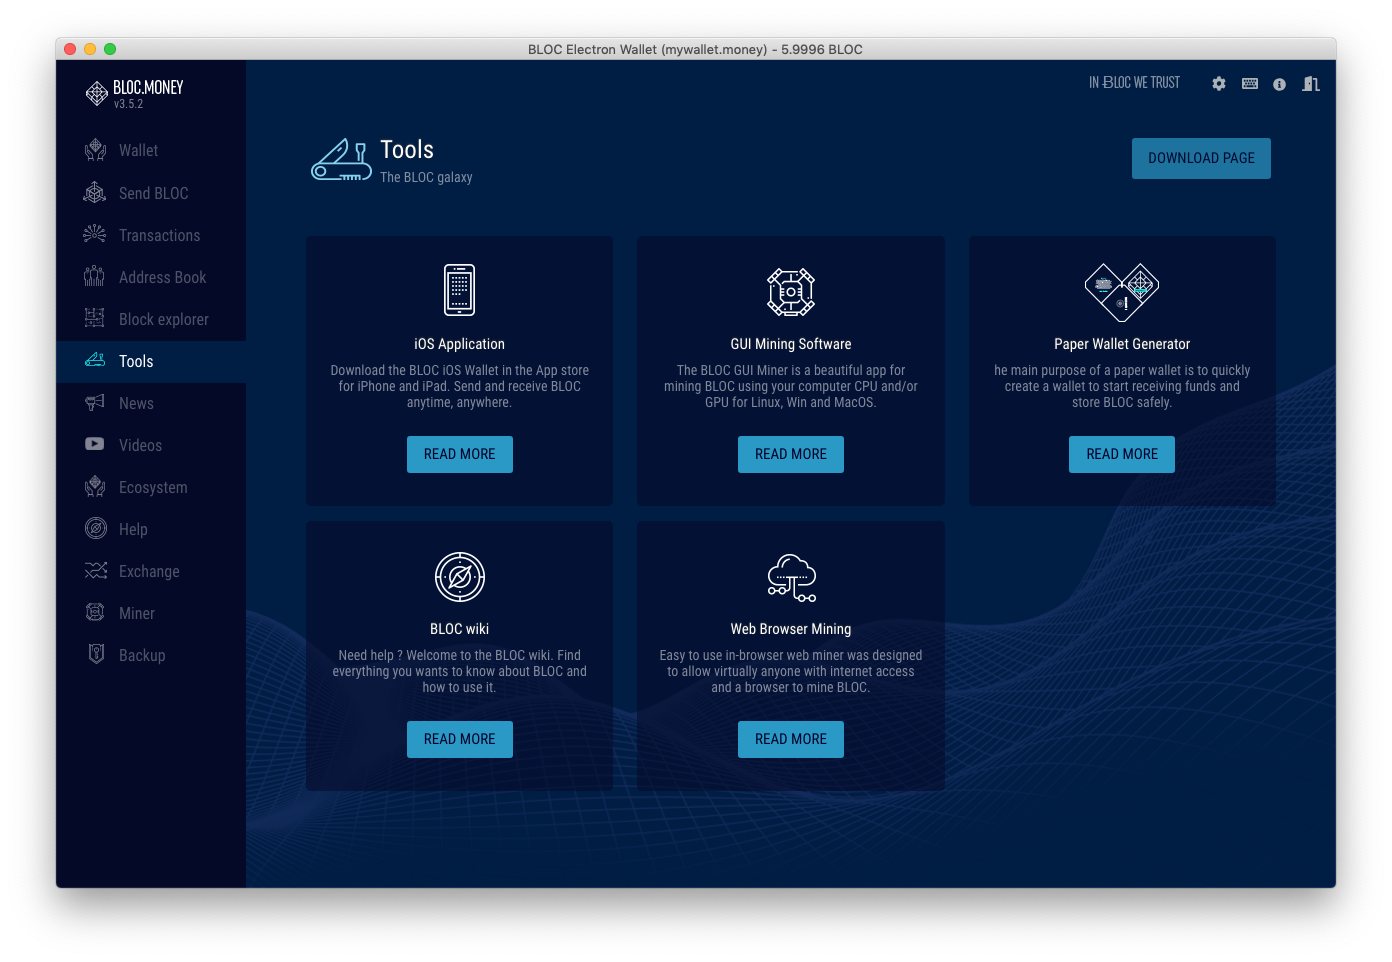 BLOC Electron Wallet (mywallet.money) - 5.9996 BLOC
BLOC.MONEY
v3.5.2
IN BLOC WE TRUST
Wallet
Send BLOC
Transactions
Address Book
Block explorer
Tools
News
Videos
Ecosystem
Help
Exchange
Miner
Backup
Tools
The BLOC galaxy
DOWNLOAD PAGE
iOS Application
Download the BLOC iOS Wallet in the App store
for iPhone and iPad. Send and receive BLOC
anytime, anywhere.
READ MORE
GUI Mining Software
The BLOC GUI Miner is a beautiful app for
mining BLOC using your computer CPU and/or
GPU for Linux, Win and MacOS.
READ MORE
Paper Wallet Generator
he main purpose of a paper wallet is to quickly
create a wallet to start receiving funds and
store BLOC safely.
READ MORE
BLOC wiki
Need help ? Welcome to the BLOC wiki. Find
everything you wants to know about BLOC and
how to use it.
READ MORE
Web Browser Mining
Easy to use in-browser web miner was designed
to allow virtually anyone with internet access
and a browser to mine BLOC.
READ MORE